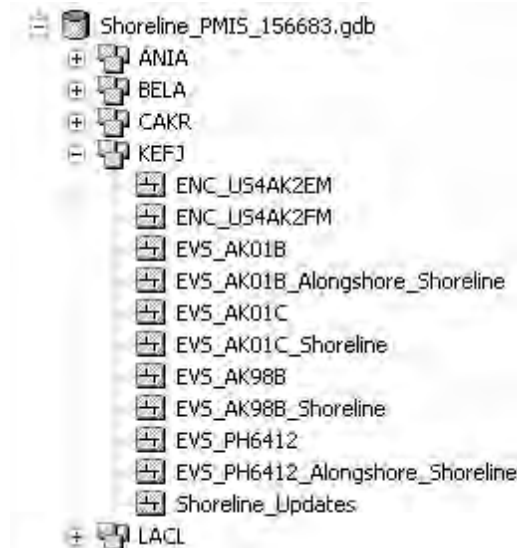 Shoreline_PMIS_156683.gdb
ANIA
BELA
CAKR
KEFJ
ENC_US4AK2EM
ENC_US4AK2FM
EVS_AK01B
EVS_AK01B_Alongshore_Shoreline
EVS_AK01C
EVS_AK01C_Shoreline
EVS_AK98B
EVS_AK98B_Shoreline
EVS_PH6412
EVS_PH6412_Alongshore_Shoreline
Shoreline_Updates
LACL